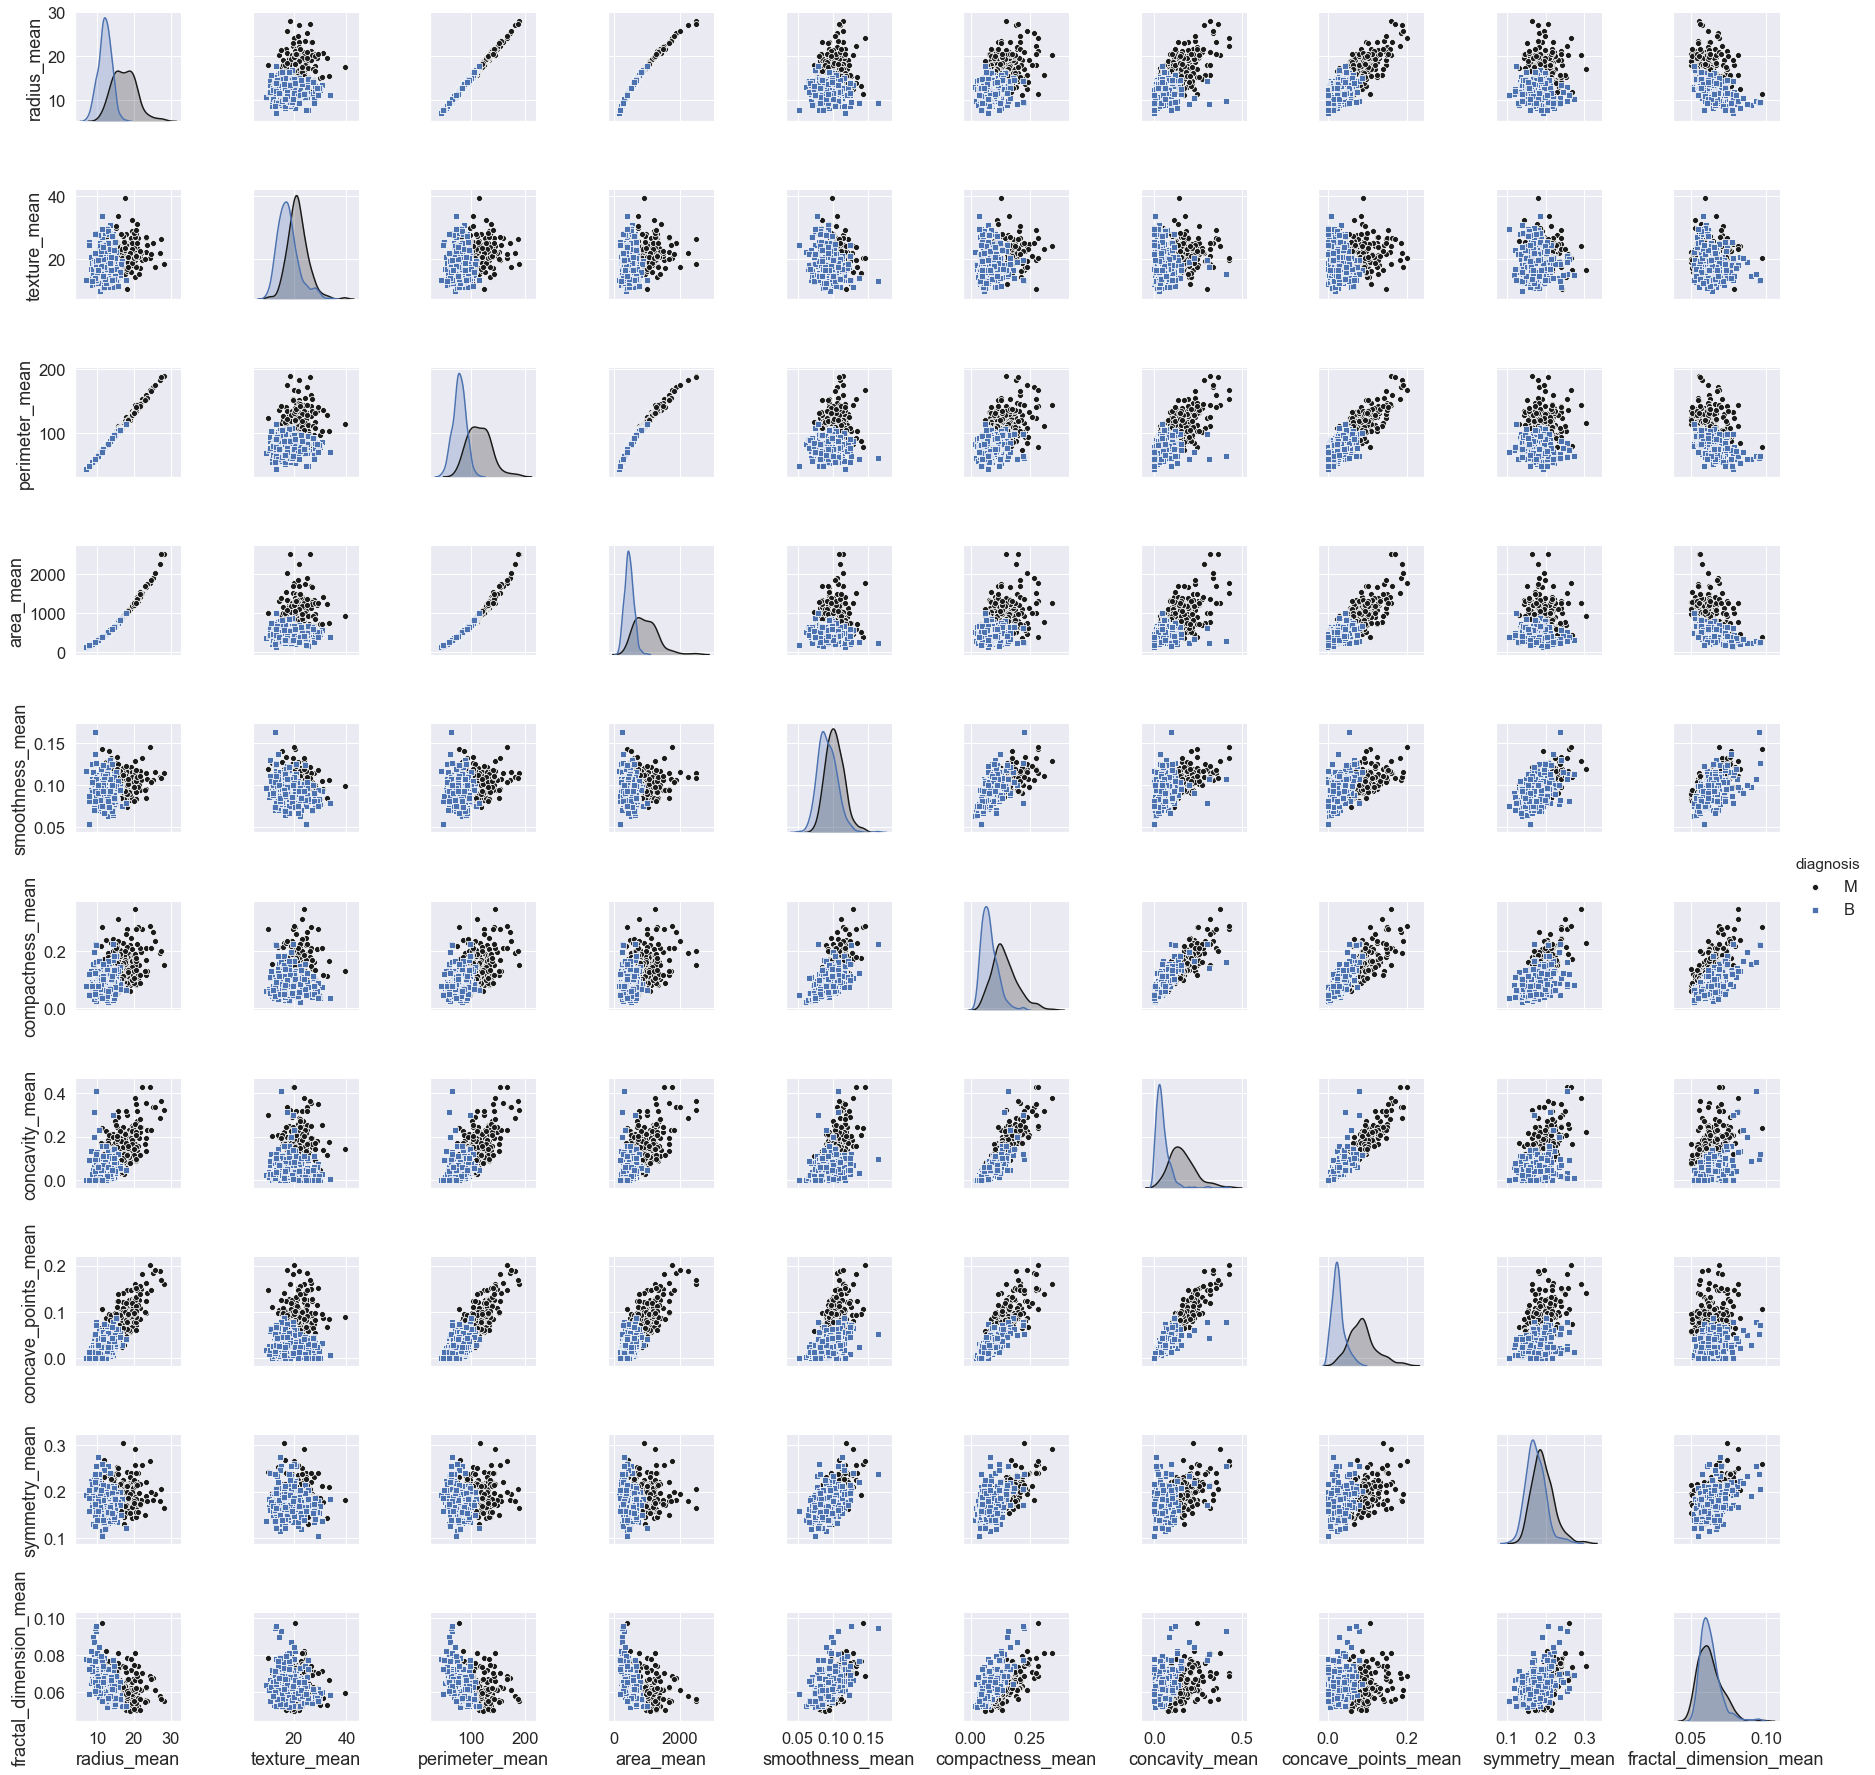 radius_mean
30
20
10
texture_mean
40
20
perimeter_mean
200
100
area_mean
2000
1000
0
smoothness_mean
0.15
0.10
0.05
diagnosis
M
B
compactness_mean
0.2
0.0
concavity_mean
0.4
0.2
0.0
concave_points_mean
0.2
0.1
0.0
symmetry_mean
0.3
0.2
0.1
fractal_dimension_mean
0.10
0.08
0.06
10 20 30 20 40 100 200 0 2000 0.05 0.10 0.15 0.00 0.25 0.0 0.5 0.0 0.2 0.1 0.2 0.3 0.05 0.10
radius_mean texture_mean perimeter_mean area_mean smoothness_mean compactness_mean concavity_mean concave_points_mean symmetry_mean fractal_dimension_mean